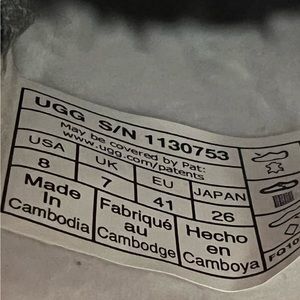 UGG S/N 1130753
May be covered by Pat:
www.ugg.com/patents
USA UK EU JAPAN
8 7 41 26
Made In Cambodia
Fabriqué au Cambodge
Hecho en Camboya